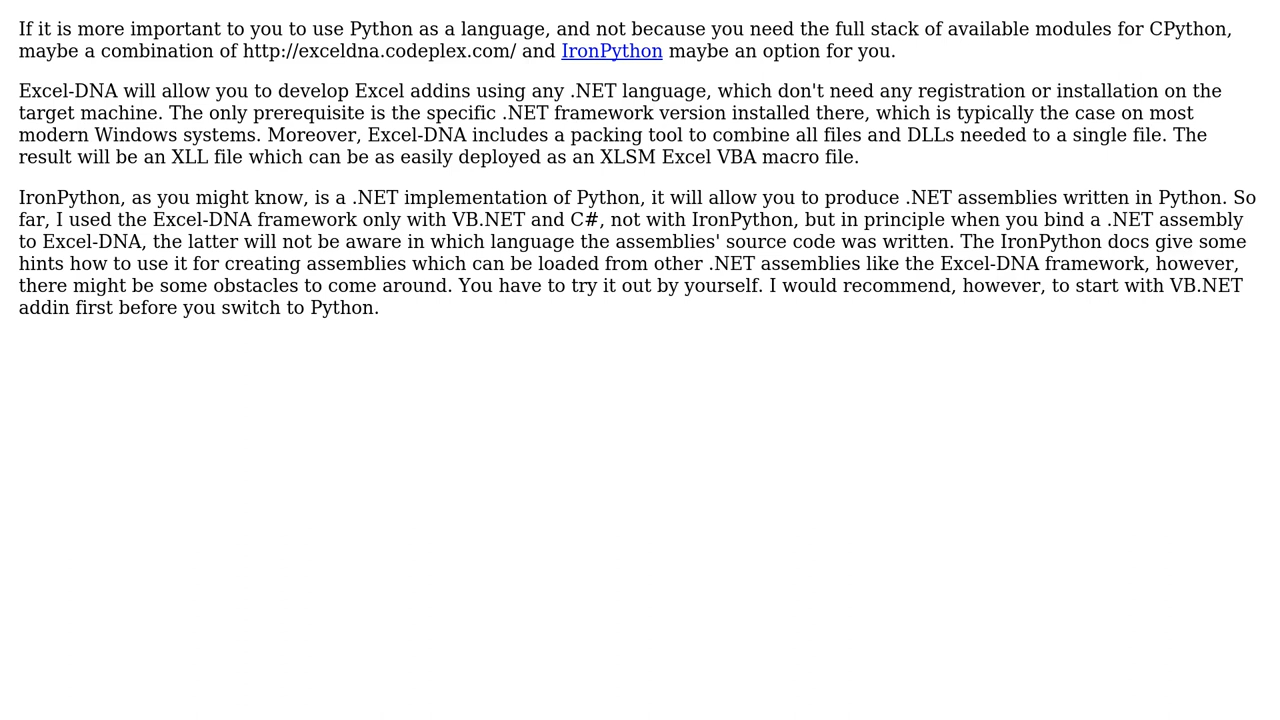 If it is more important to you to use Python as a language, and not because you need the full stack of available modules for CPython,
maybe a combination of http://exceldna.codeplex.com/ and IronPython maybe an option for you.
Excel-DNA will allow you to develop Excel addins using any .NET language, which don't need any registration or installation on the
target machine. The only prerequisite is the specific .NET framework version installed there, which is typically the case on most
modern Windows systems. Moreover, Excel-DNA includes a packing tool to combine all files and DLLs needed to a single file. The
result will be an XLL file which can be as easily deployed as an XLSM Excel VBA macro file.
IronPython, as you might know, is a .NET implementation of Python, it will allow you to produce .NET assemblies written in Python. So
far, I used the Excel-DNA framework only with VB.NET and C#, not with IronPython, but in principle when you bind a .NET assembly
to Excel-DNA, the latter will not be aware in which language the assemblies' source code was written. The IronPython docs give some
hints how to use it for creating assemblies which can be loaded from other .NET assemblies like the Excel-DNA framework, however,
there might be some obstacles to come around. You have to try it out by yourself. I would recommend, however, to start with VB.NET
addin first before you switch to Python.